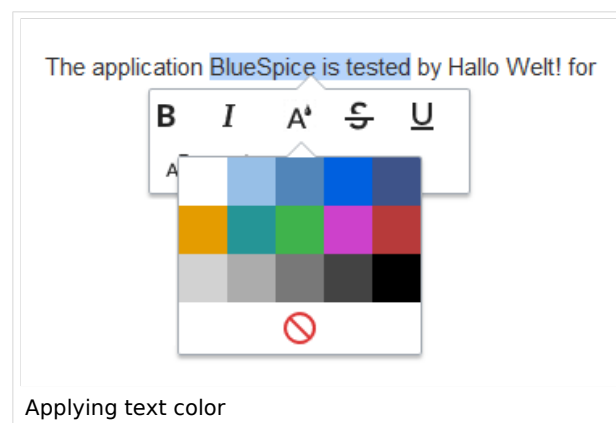 The application BlueSpice is tested by Hallo Welt! for
B I A S U
A
Applying text color